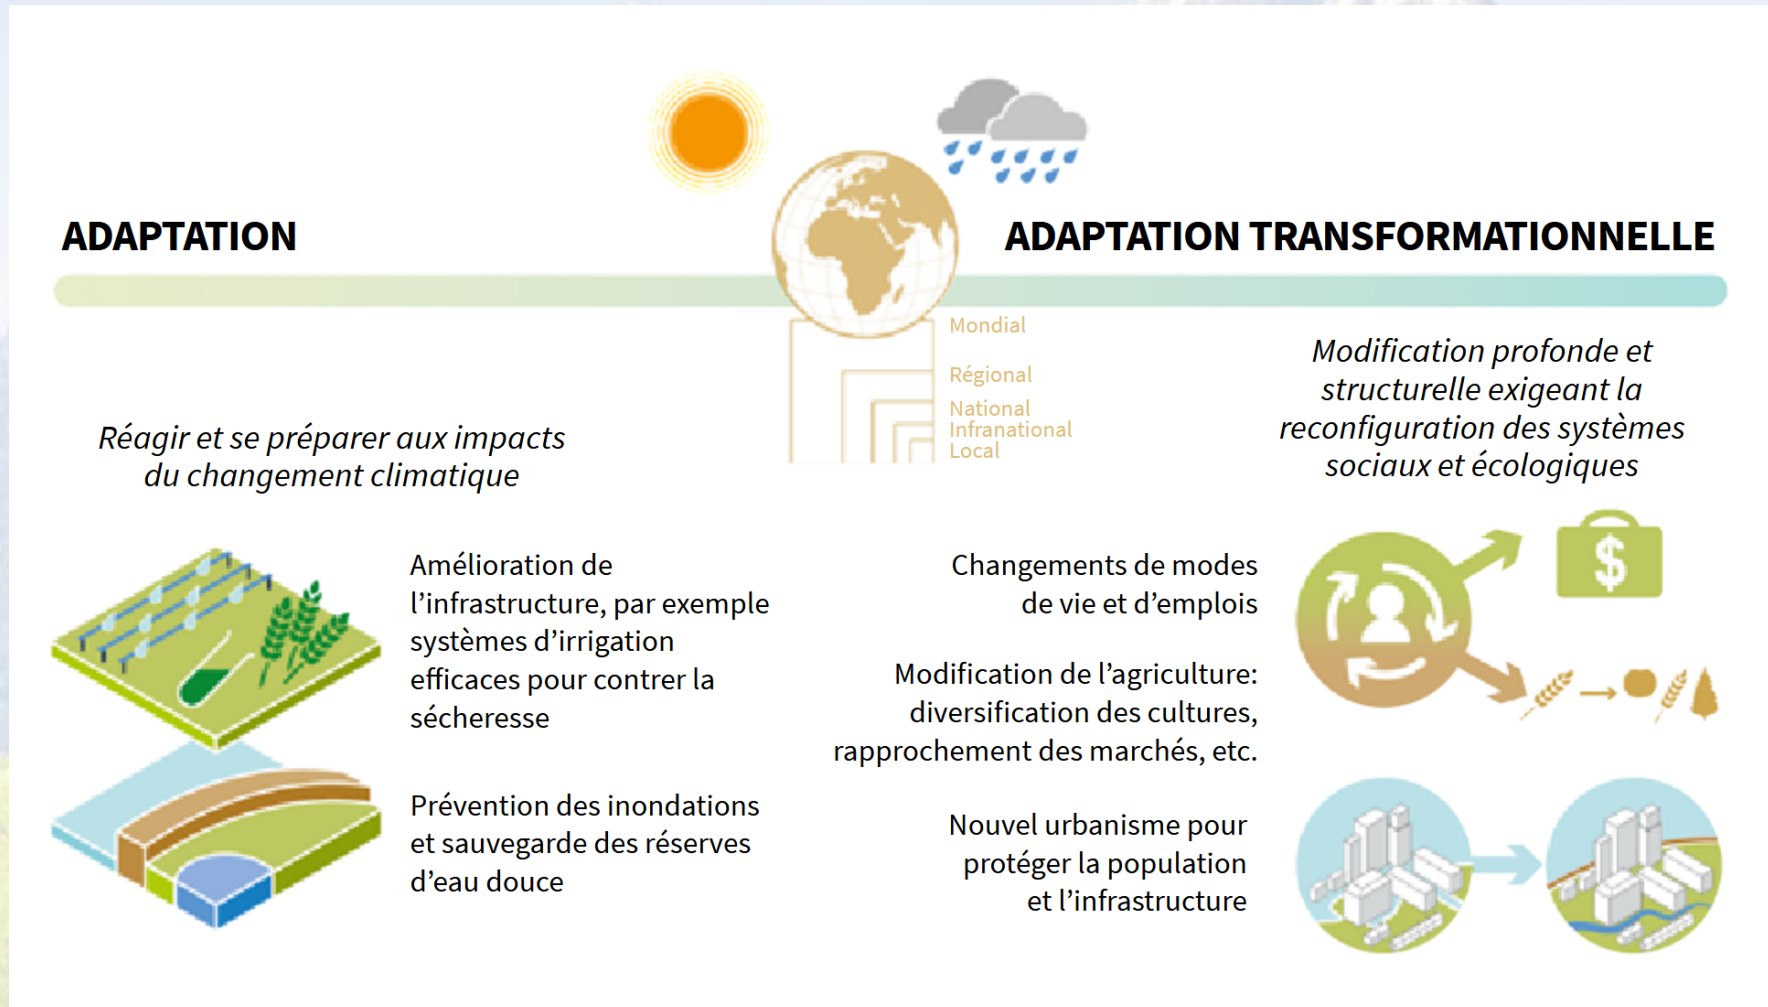 ADAPTATION
ADAPTATION TRANSFORMATIONNELLE
Mondial
Régional
National
Infranational
Local
Réagir et se préparer aux impacts
du changement climatique
Modification profonde et
structurelle exigeant la
reconfiguration des systèmes
sociaux et écologiques
Amélioration de
l’infrastructure, par exemple
systèmes d’irrigation
efficaces pour contrer la
sécheresse
Prévention des inondations
et sauvegarde des réserves
d’eau douce
Changements de modes
de vie et d’emplois
$
Modification de l’agriculture:
diversification des cultures,
rapprochement des marchés, etc.
Nouvel urbanisme pour
protéger la population
et l’infrastructure